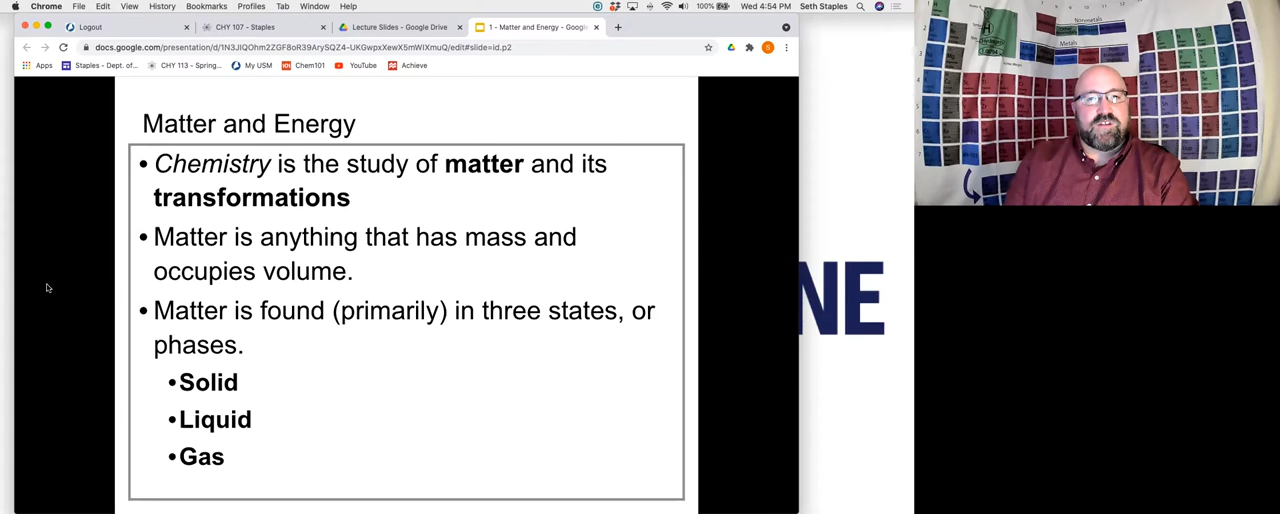 Chrome File Edit View History Bookmarks Profiles Tab Window Help 100% Wed 4:54 PM Seth Staples
Logout CHY 107 - Staples Lecture Slides - Google Drive 1 - Matter and Energy - Google
docs.google.com/presentation/d/1N3JIQOhm2ZGF8oR39ArySQZ4-UKGwpxXewX5mWIXmuQ/edit#slide=id.p2
Apps Staples - Dept. of... CHY 113 - Spring... My USM Chem101 YouTube Achieve
Matter and Energy
• Chemistry is the study of matter and its
transformations
• Matter is anything that has mass and
occupies volume.
• Matter is found (primarily) in three states, or
phases.
• Solid
• Liquid
• Gas
NE
Nonmetals
Metals
H
Hydrogen